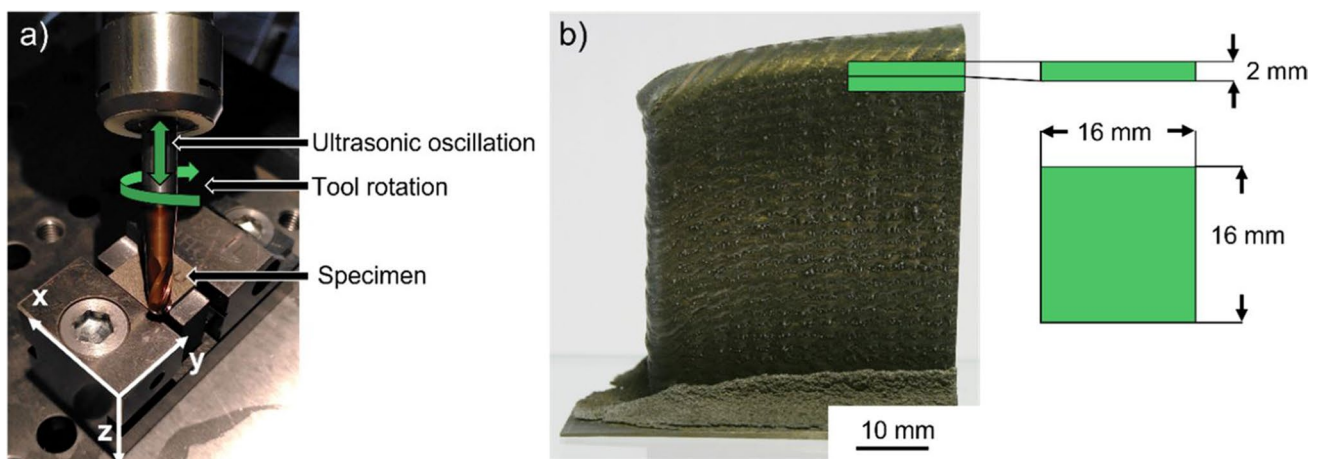 a)
Ultrasonic oscillation
Tool rotation
Specimen
x
y
z
b)
2 mm
16 mm
16 mm
10 mm